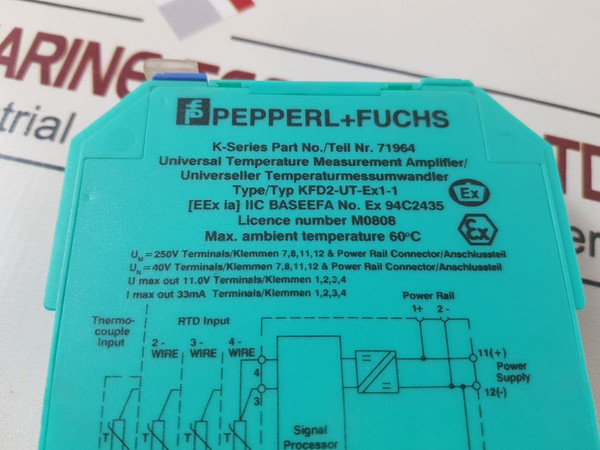 ARINE
strial
PEPPERL+FUCHS
K-Series Part No./Teil Nr. 71964
Universal Temperature Measurement Amplifier/
Universeller Temperaturmessumwandler
Type/Typ KFD2-UT-Ex1-1
[EEx ia] IIC BASEEFA No. Ex 94C2435
Licence number M0808
Max. ambient temperature 60°C
Ex
Ex
UM=250V Terminals/Klemmen 7,8,11,12 & Power Rail Connector/Anschlussteil
UN=40V Terminals/Klemmen 7,8,11,12 & Power Rail Connector/Anschlussteil
U max out 11.0V Terminals/Klemmen 1,2,3,4
I max out 33mA Terminals/Klemmen 1,2,3,4
Power Rail
1+ 2-
Thermo-
couple
Input
RTD Input
2-
WIRE
3-
WIRE
4-
WIRE
4
3
11(+)
Power
Supply
12(-)
Signal
Processor
T T T T